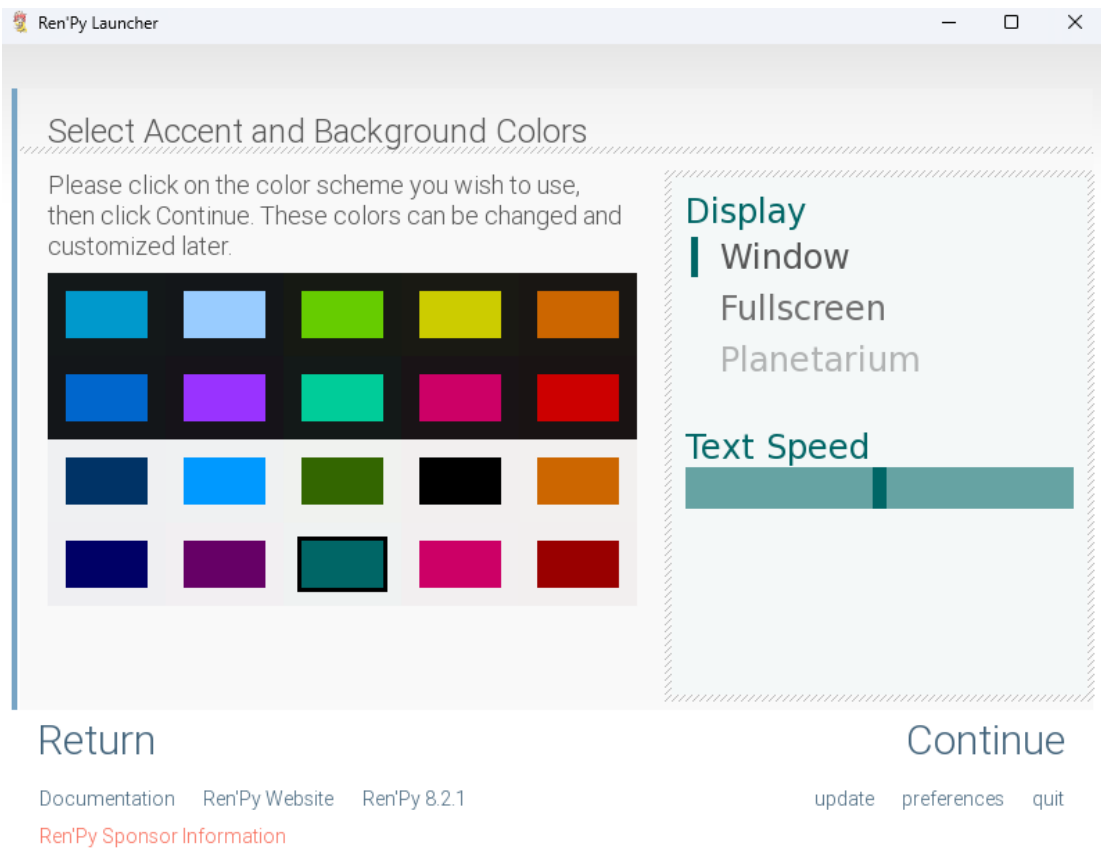 Ren'Py Launcher
Select Accent and Background Colors
Please click on the color scheme you wish to use,
then click Continue. These colors can be changed and
customized later.
Display
Window
Fullscreen
Planetarium
Text Speed
Return
Continue
Documentation Ren'Py Website Ren'Py 8.2.1
update preferences quit
Ren'Py Sponsor Information